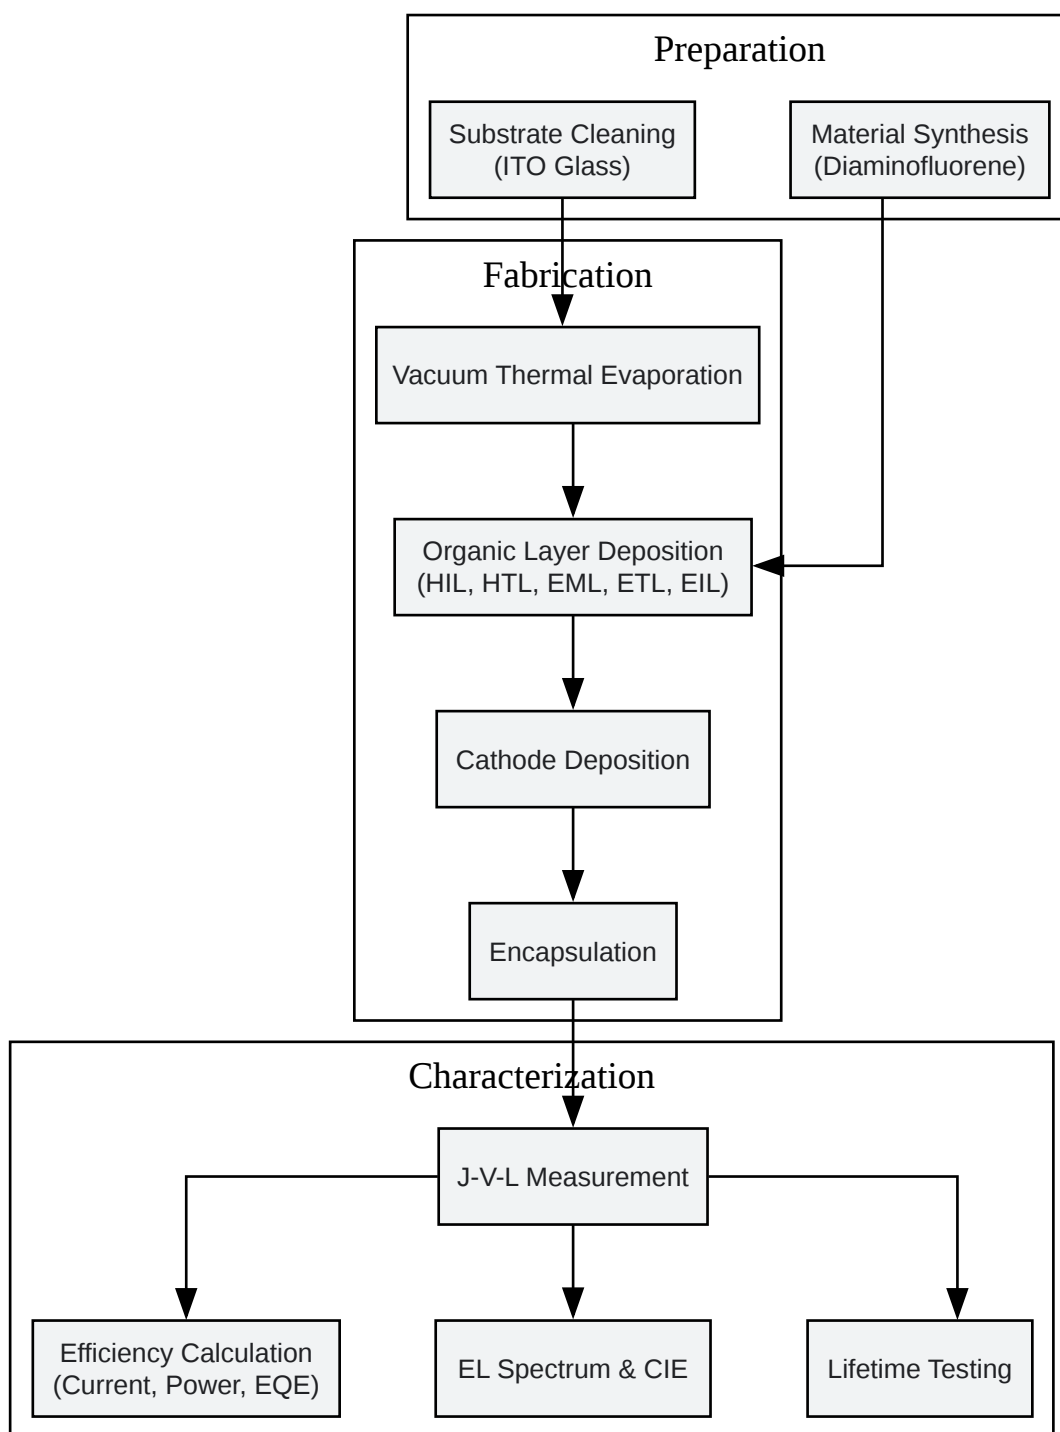 Preparation
Substrate Cleaning
(ITO Glass)
Material Synthesis
(Diaminofluorene)
Fabrication
Vacuum Thermal Evaporation
Organic Layer Deposition
(HIL, HTL, EML, ETL, EIL)
Cathode Deposition
Encapsulation
Characterization
J-V-L Measurement
Efficiency Calculation
(Current, Power, EQE)
EL Spectrum & CIE
Lifetime Testing